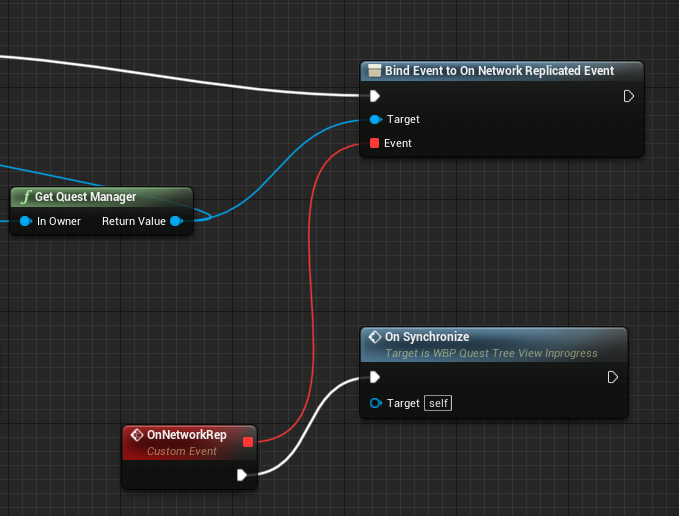 Bind Event to On Network Replicated Event
Target
Event
Get Quest Manager
In Owner Return Value
On Synchronize
Target is WBP Quest Tree View Inprogress
Target self
OnNetworkRep
Custom Event